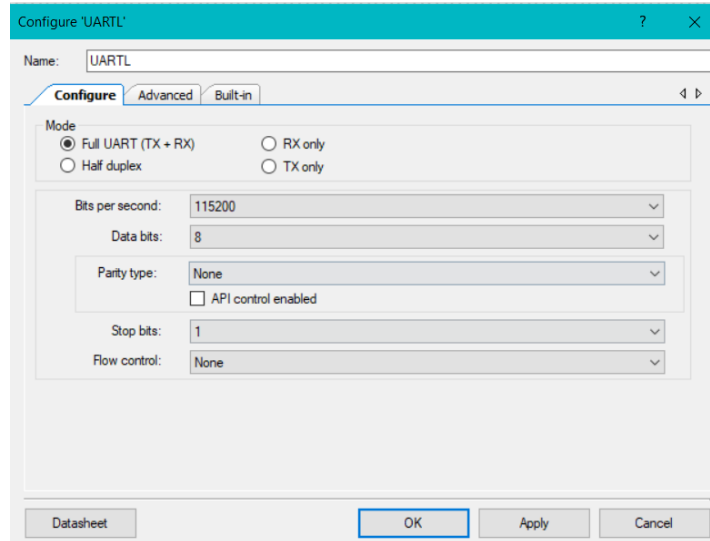 Configure 'UARTL'
?
Name: UARTL
Configure Advanced Built-in
Mode
Full UART (TX + RX) RX only
Half duplex TX only
Bits per second: 115200
Data bits: 8
Parity type: None
API control enabled
Stop bits: 1
Flow control: None
Datasheet OK Apply Cancel